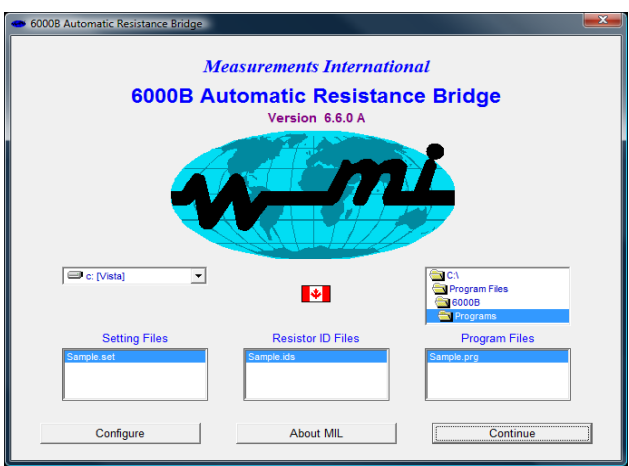 6000B Automatic Resistance Bridge
Measurements International
6000B Automatic Resistance Bridge
Version 6.6.0 A
mi
c: [Vista]
C:\
Program Files
6000B
Programs
Setting Files
Resistor ID Files
Program Files
Sample.set
Sample.ids
Sample.prg
Configure
About MIL
Continue